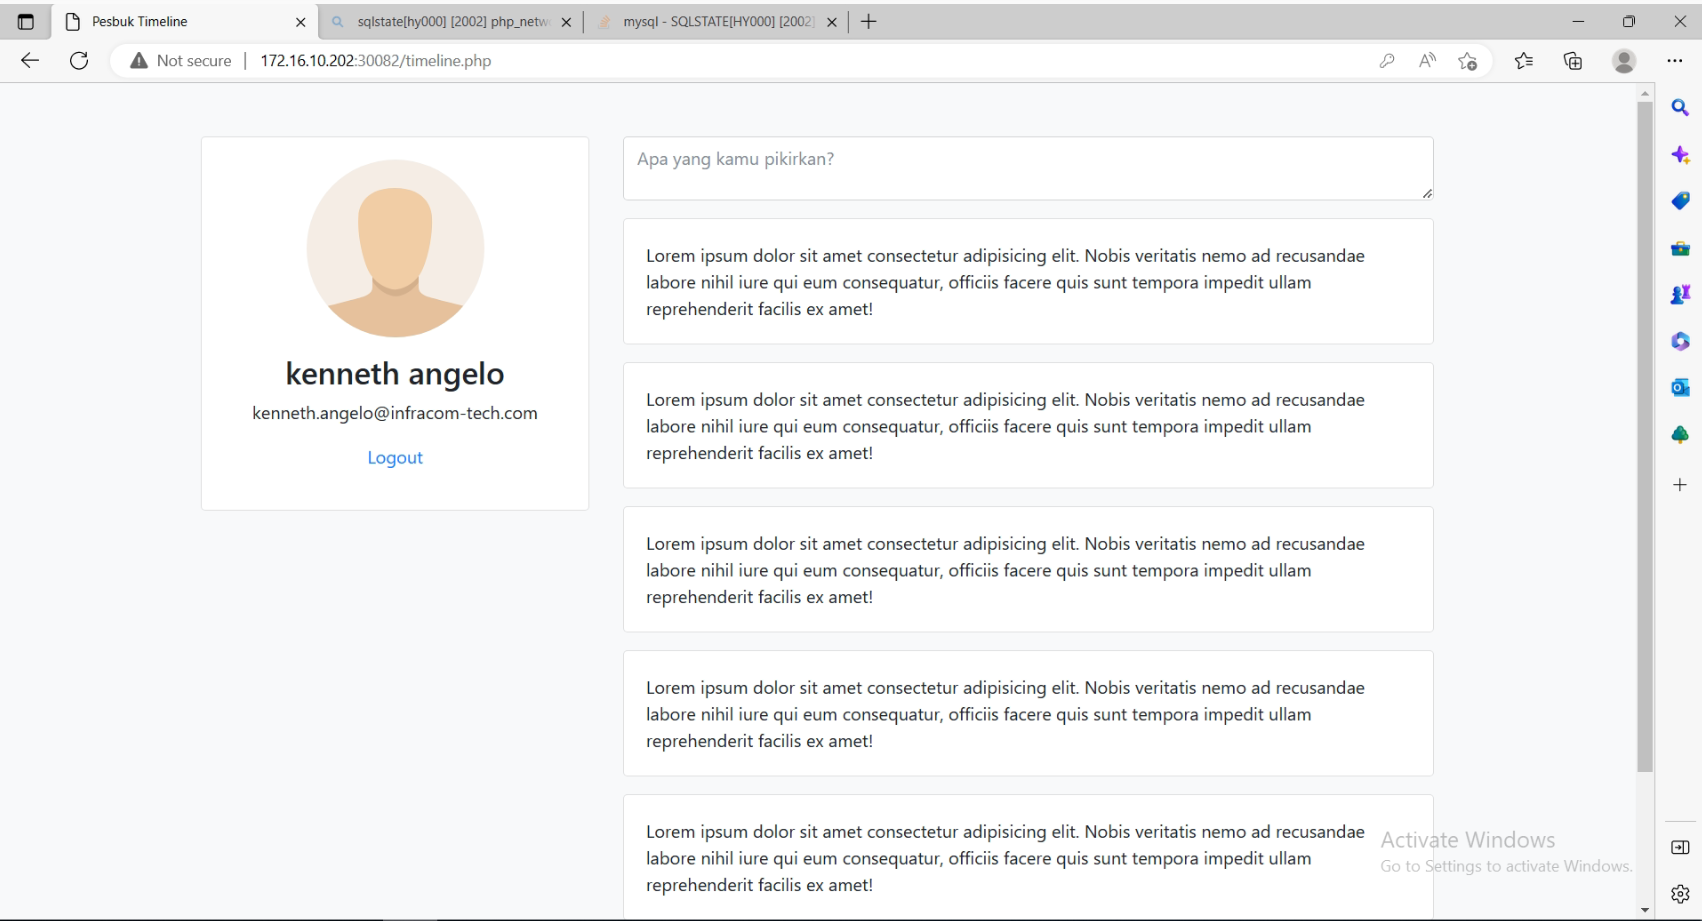 Pesbuk Timeline
sqlstate[hy000] [2002] php_netw
mysql - SQLSTATE[HY000] [2002]
Not secure
172.16.10.202:30082/timeline.php
kenneth angelo
kenneth.angelo@infracom-tech.com
Logout
Apa yang kamu pikirkan?
Lorem ipsum dolor sit amet consectetur adipisicing elit. Nobis veritatis nemo ad recusandae
labore nihil iure qui eum consequatur, officiis facere quis sunt tempora impedit ullam
reprehenderit facilis ex amet!
Lorem ipsum dolor sit amet consectetur adipisicing elit. Nobis veritatis nemo ad recusandae
labore nihil iure qui eum consequatur, officiis facere quis sunt tempora impedit ullam
reprehenderit facilis ex amet!
Lorem ipsum dolor sit amet consectetur adipisicing elit. Nobis veritatis nemo ad recusandae
labore nihil iure qui eum consequatur, officiis facere quis sunt tempora impedit ullam
reprehenderit facilis ex amet!
Lorem ipsum dolor sit amet consectetur adipisicing elit. Nobis veritatis nemo ad recusandae
labore nihil iure qui eum consequatur, officiis facere quis sunt tempora impedit ullam
reprehenderit facilis ex amet!
Lorem ipsum dolor sit amet consectetur adipisicing elit. Nobis veritatis nemo ad recusandae
labore nihil iure qui eum consequatur, officiis facere quis sunt tempora impedit ullam
reprehenderit facilis ex amet!
Activate Windows
Go to Settings to activate Windows.